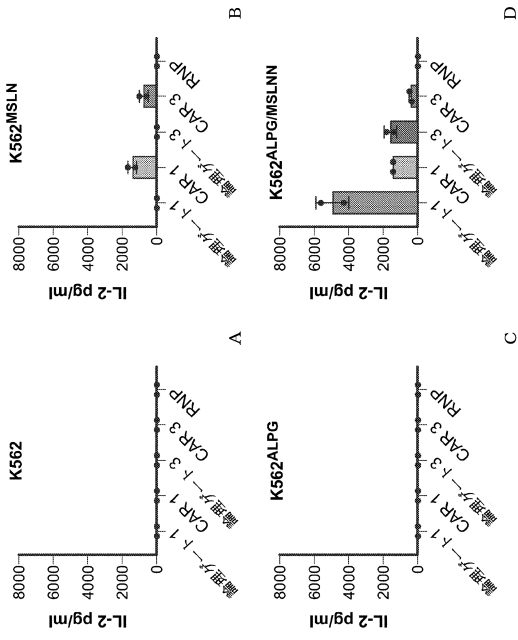 K562
IL-2 pg/ml
8000
6000
4000
2000
0
論理ゲート 1
CAR 1
論理ゲート 3
CAR 3
RNP
A
K562MSLN
IL-2 pg/ml
8000
6000
4000
2000
0
論理ゲート 1
CAR 1
論理ゲート 3
CAR 3
RNP
B
K562ALPG
IL-2 pg/ml
8000
6000
4000
2000
0
論理ゲート 1
CAR 1
論理ゲート 3
CAR 3
RNP
C
K562ALPG/MSLNN
IL-2 pg/ml
8000
6000
4000
2000
0
論理ゲート 1
CAR 1
論理ゲート 3
CAR 3
RNP
D